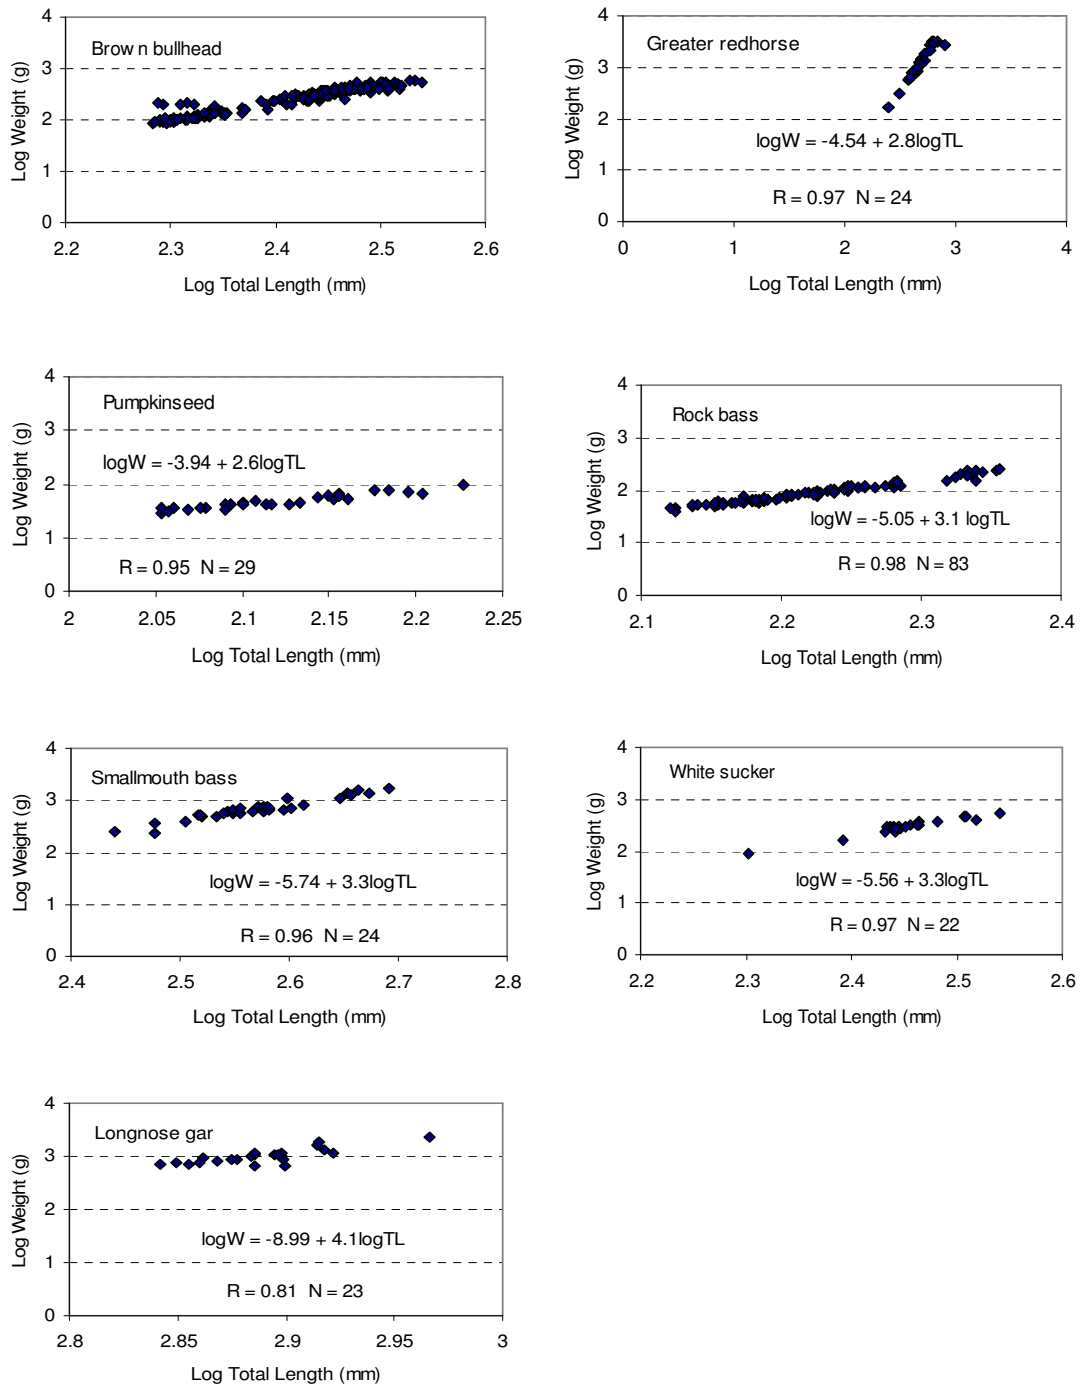 Brown bullhead
4
3
2
1
0
2.2 2.3 2.4 2.5 2.6
Log Weight (g)
Log Total Length (mm)
Greater redhorse
4
3
2
1
0
logW = -4.54 + 2.8logTL
R = 0.97 N = 24
0 1 2 3 4
Log Weight (g)
Log Total Length (mm)
Pumpkinseed
4
3
2
1
0
logW = -3.94 + 2.6logTL
R = 0.95 N = 29
2 2.05 2.1 2.15 2.2 2.25
Log Weight (g)
Log Total Length (mm)
Rock bass
4
3
2
1
0
logW = -5.05 + 3.1 logTL
R = 0.98 N = 83
2.1 2.2 2.3 2.4
Log Weight (g)
Log Total Length (mm)
Smallmouth bass
4
3
2
1
0
logW = -5.74 + 3.3logTL
R = 0.96 N = 24
2.4 2.5 2.6 2.7 2.8
Log Weight (g)
Log Total Length (mm)
White sucker
4
3
2
1
0
logW = -5.56 + 3.3logTL
R = 0.97 N = 22
2.2 2.3 2.4 2.5 2.6
Log Weight (g)
Log Total Length (mm)
Longnose gar
4
3
2
1
0
logW = -8.99 + 4.1logTL
R = 0.81 N = 23
2.8 2.85 2.9 2.95 3
Log Weight (g)
Log Total Length (mm)